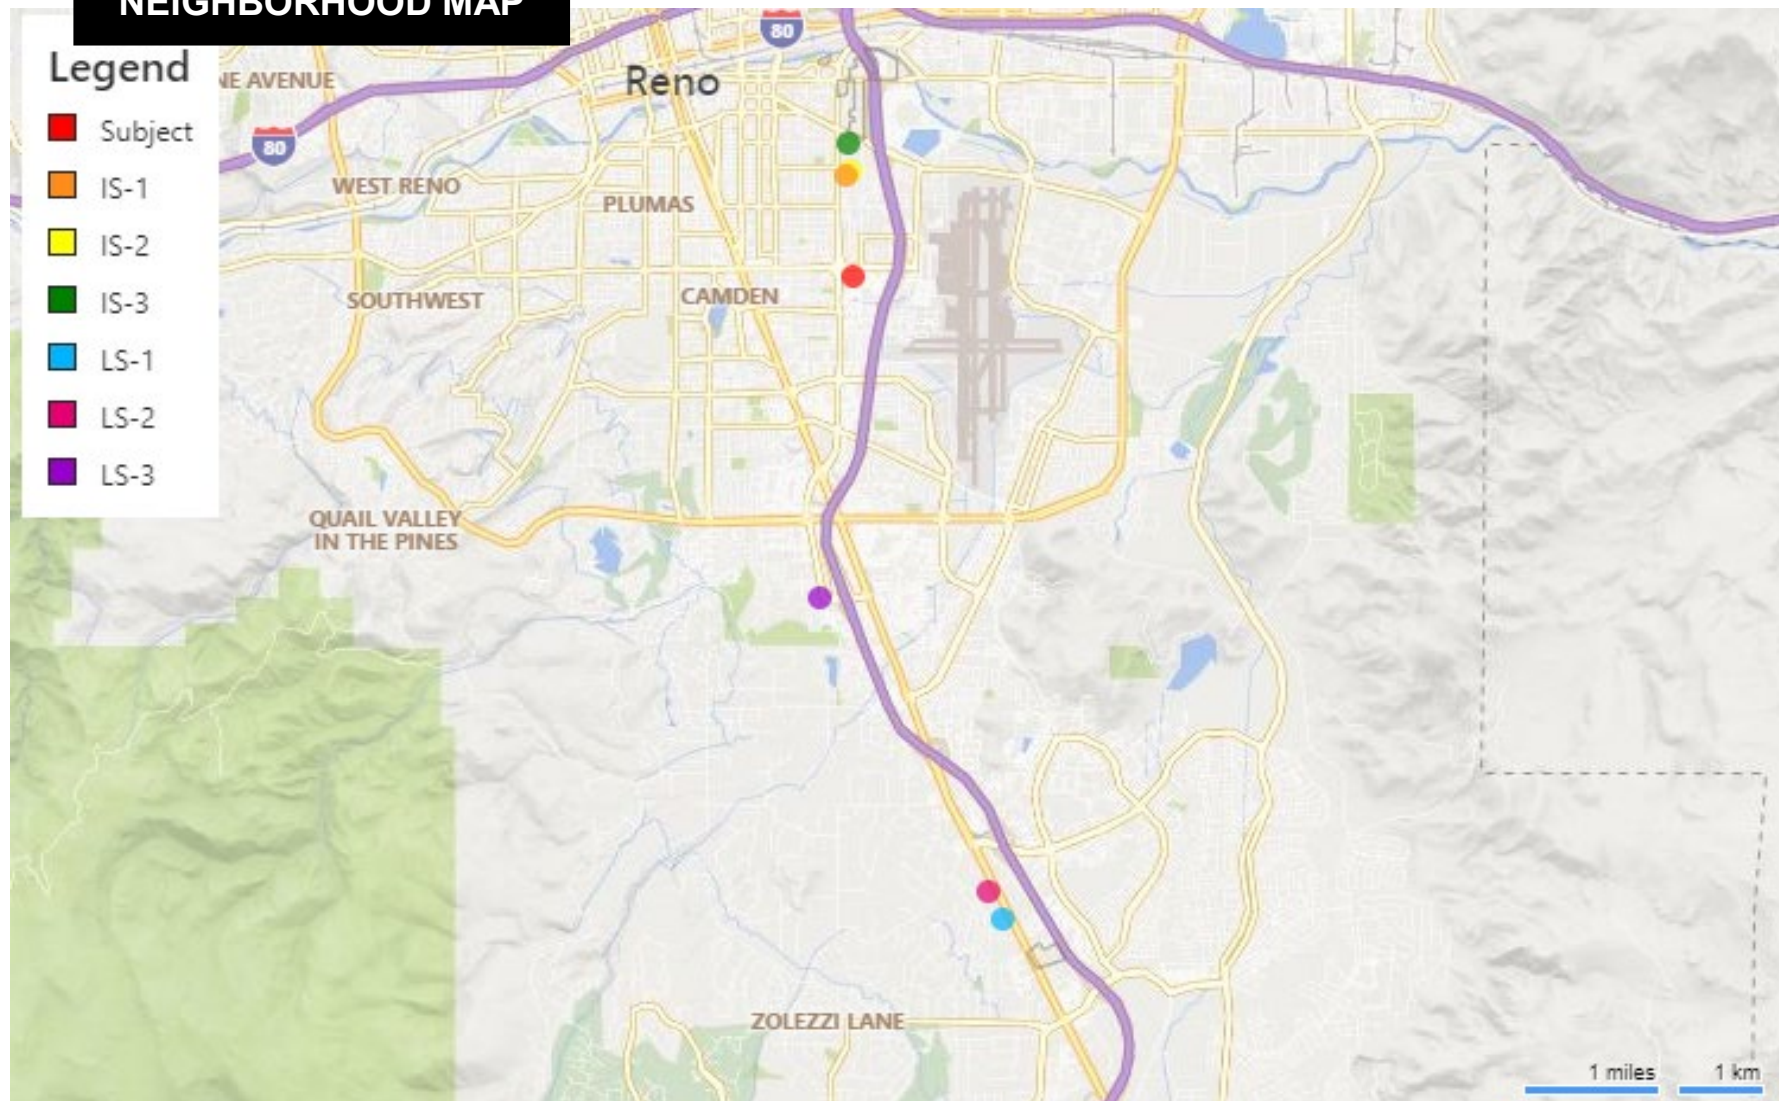 NEIGHBORHOOD MAP
Legend
Subject
IS-1
IS-2
IS-3
LS-1
LS-2
LS-3
NE AVENUE
80
80
Reno
WEST RENO
PLUMAS
SOUTHWEST
CAMDEN
QUAIL VALLEY
IN THE PINES
ZOLEZZI LANE
1 miles
1 km